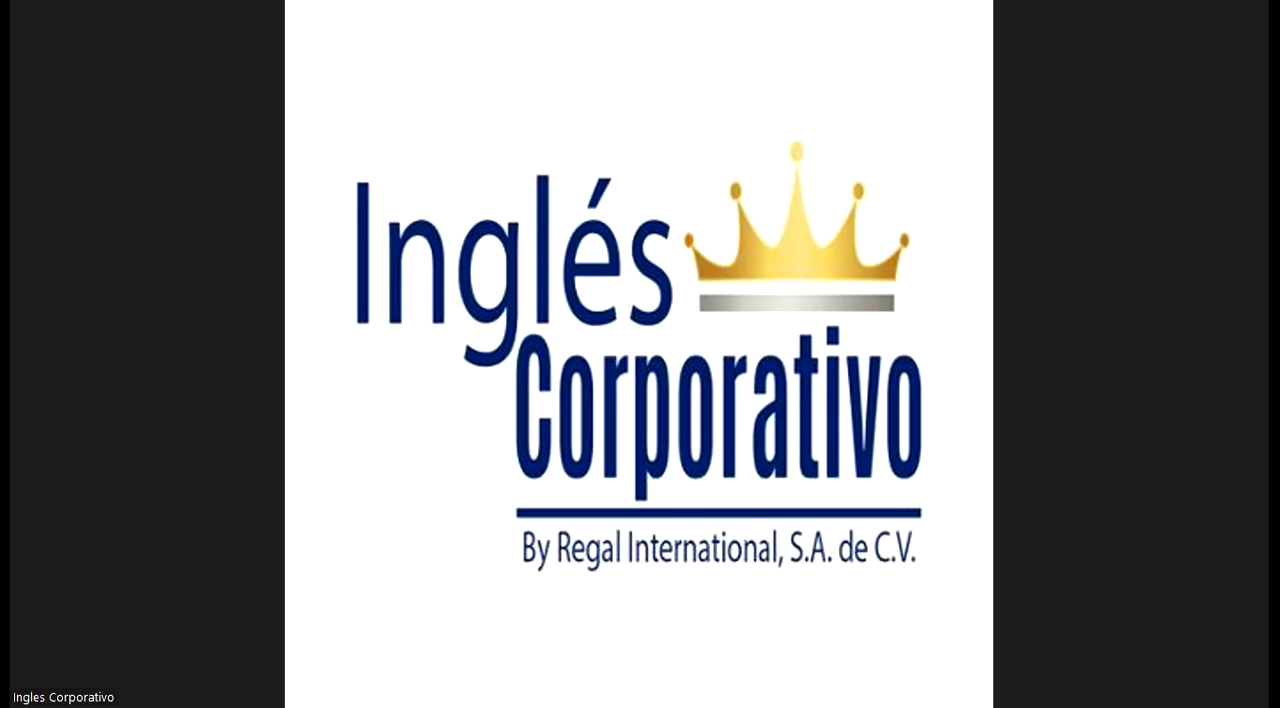 Inglés
Corporativo
By Regal International, S.A. de C.V.
Ingles Corporativo